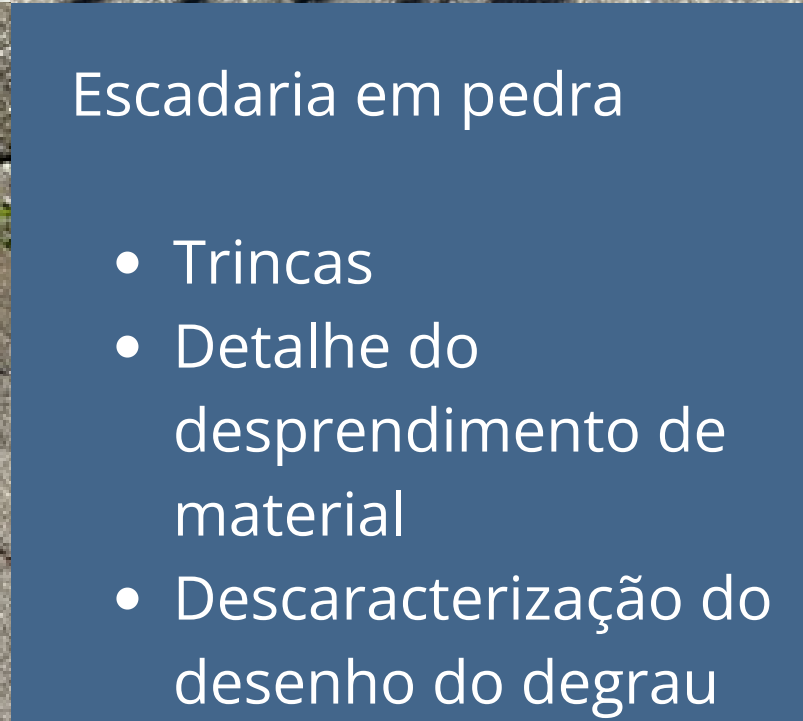 Escadaria em pedra
• Trincas
• Detalhe do
desprendimento de
material
• Descaracterização do
desenho do degrau